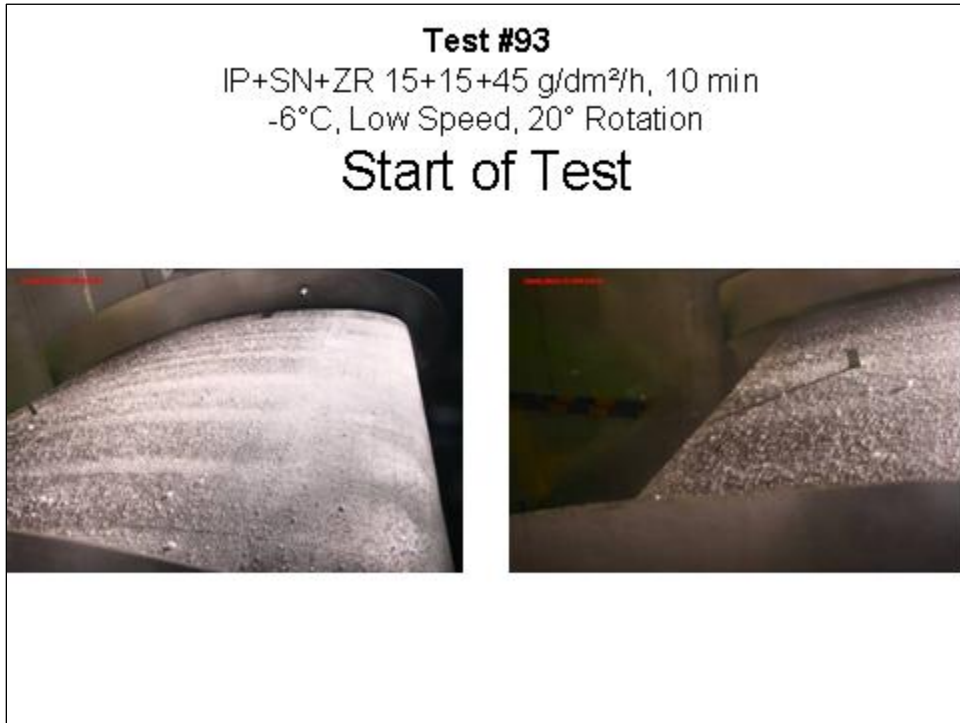 Test #93
IP+SN+ZR 15+15+45 g/dm²/h, 10 min
-6°C, Low Speed, 20° Rotation
Start of Test